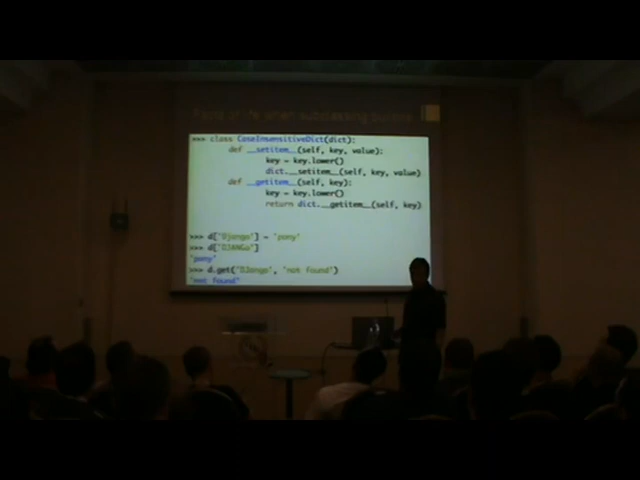 when subclassing
>>> class CaseInsensitiveDict(dict):
def __setitem__(self, key, value):
key = key.lower()
dict.__setitem__(self, key, value)
def __getitem__(self, key):
key = key.lower()
return dict.__getitem__(self, key)
>>> d['Django'] = 'pony'
>>> d['DJANGo']
'pony'
>>> d.get('DJango', 'not found')
'not found'